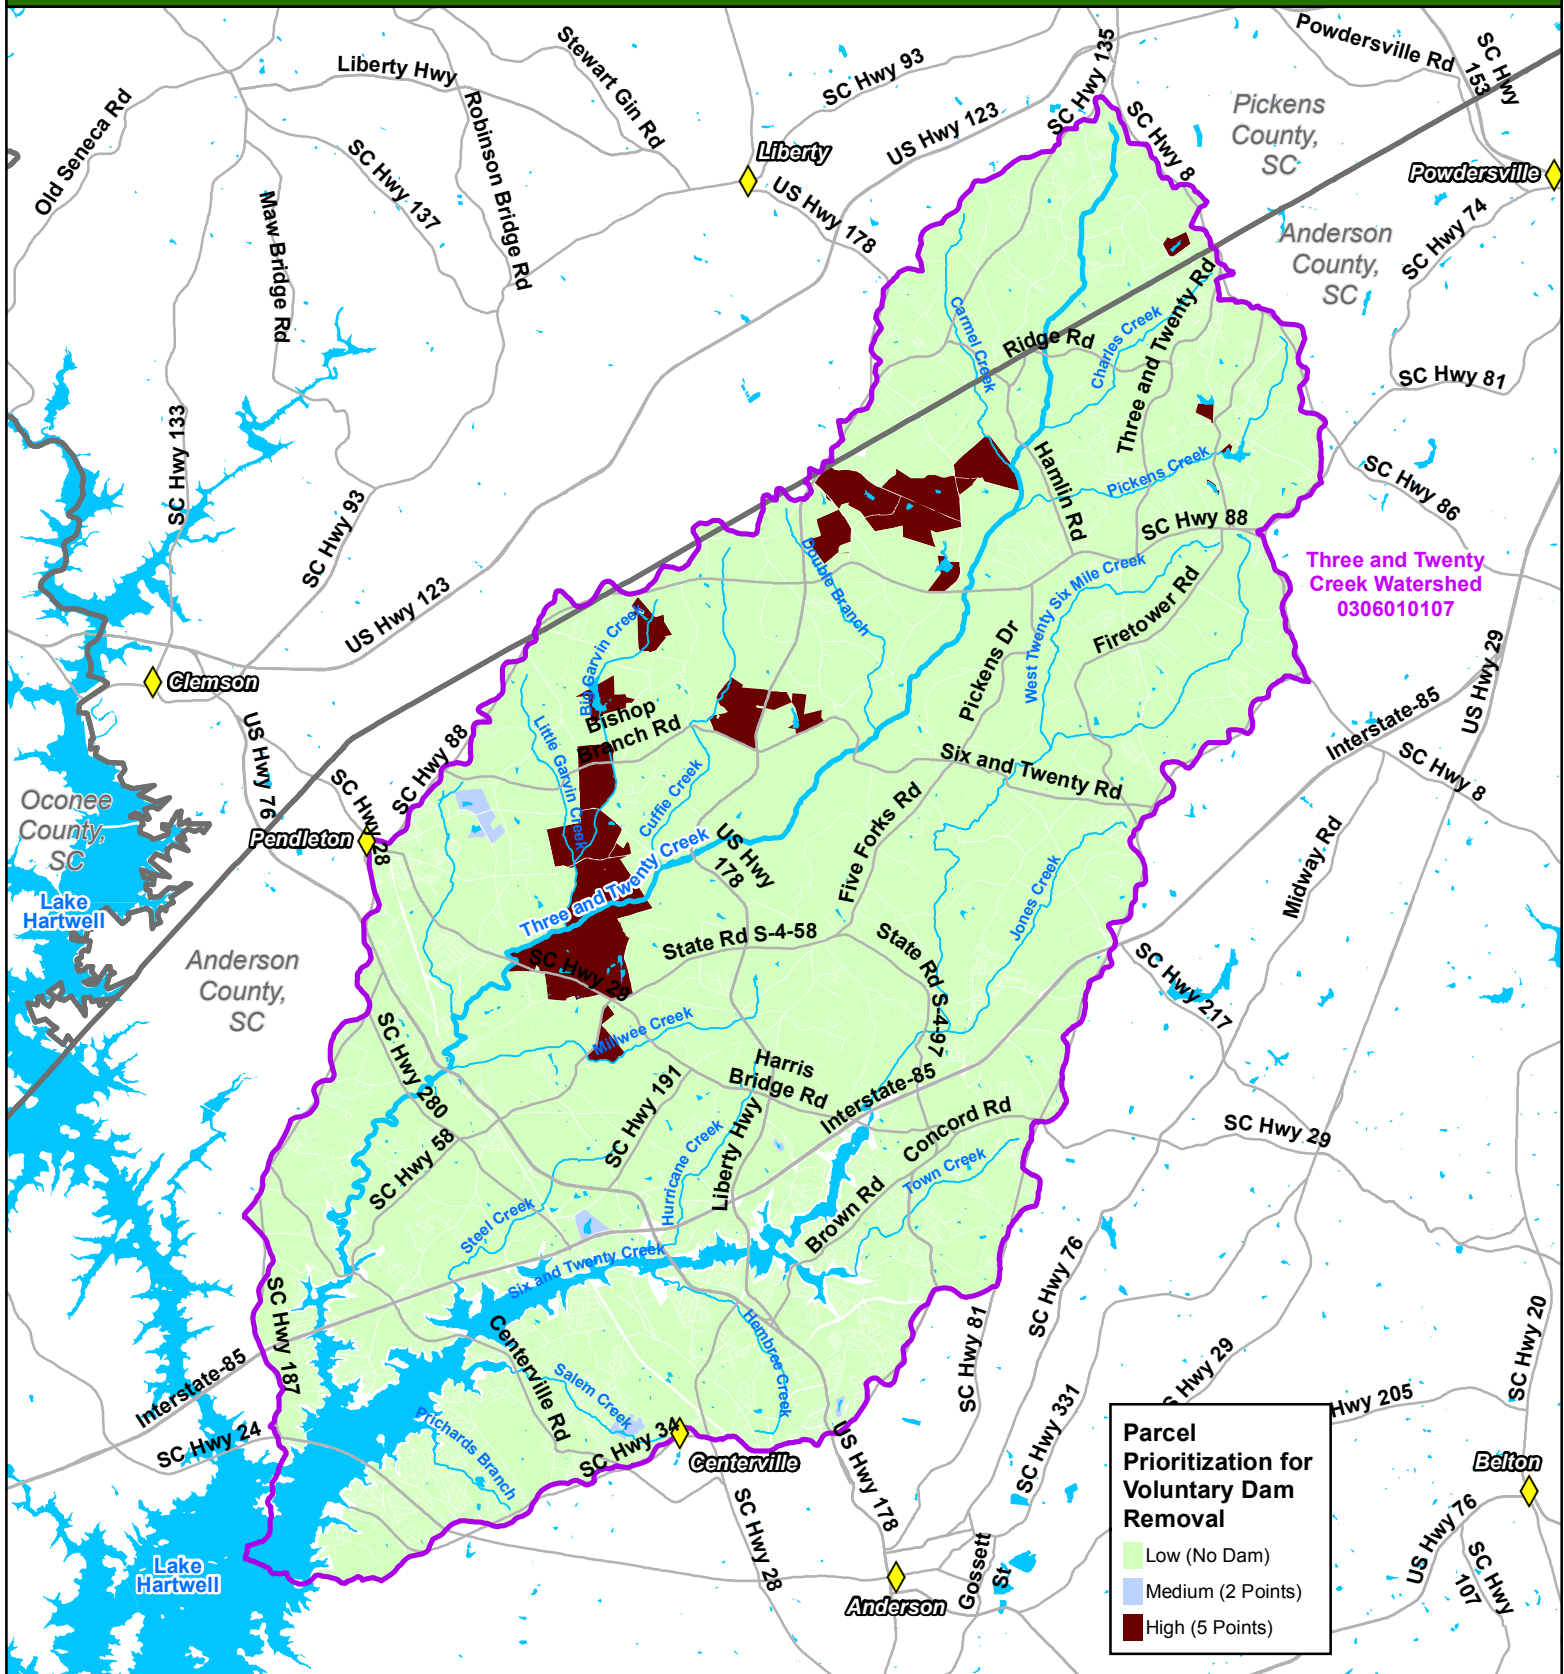 Powdersville Rd
SC Hwy
153
Stewart Gin Rd
SC Hwy 93
SC Hwy 135
Liberty Hwy
Robinson Bridge Rd
Old Seneca Rd
US Hwy 123
SC Hwy 8
Pickens
County,
SC
SC Hwy 137
Liberty
Powdersville
US Hwy 178
Maw Bridge Rd
Anderson
County,
SC
SC Hwy 74
Carmel Creek
Ridge Rd
Charles Creek
Three and Twenty Rd
SC Hwy 81
SC Hwy 133
Hamlin Rd
Pickens Creek
SC Hwy 86
SC Hwy 93
SC Hwy 88
Double Branch
West Twenty Six Mile Creek
Three and Twenty
Creek Watershed
0306010107
US Hwy 123
Firetower Rd
Big Garvin Creek
Pickens Dr
US Hwy 29
Clemson
Bishop
Branch Rd
Little Garvin Creek
US Hwy 76
SC Hwy 88
Interstate-85
SC Hwy 8
Six and Twenty Rd
Cuffie Creek
Oconee
County,
SC
SC Hwy 28
Pendleton
Three and Twenty Creek
US Hwy
178
Five Forks Rd
Midway Rd
Jones Creek
Lake
Hartwell
State Rd S-4-58
State Rd S-4-97
SC Hwy 29
SC Hwy 217
Anderson
County,
SC
Millwee Creek
SC Hwy 280
Harris
Bridge Rd
Interstate-85
SC Hwy 191
Concord Rd
SC Hwy 29
SC Hwy 58
Hurricane Creek
Liberty Hwy
Town Creek
Brown Rd
Steel Creek
Six and Twenty Creek
SC Hwy 76
SC Hwy 187
Centerville Rd
Hembree Creek
SC Hwy 81
SC Hwy 20
Interstate-85
Salem Creek
S Hwy 29
Hwy 205
SC Hwy 331
Prichards Branch
SC Hwy 24
SC Hwy 34
Centerville
US Hwy 178
Parcel
Prioritization for
Voluntary Dam
Removal
Low (No Dam)
Medium (2 Points)
High (5 Points)
Belton
US Hwy 76
SC Hwy
107
SC Hwy 28
Gossett
St
Lake
Hartwell
Anderson